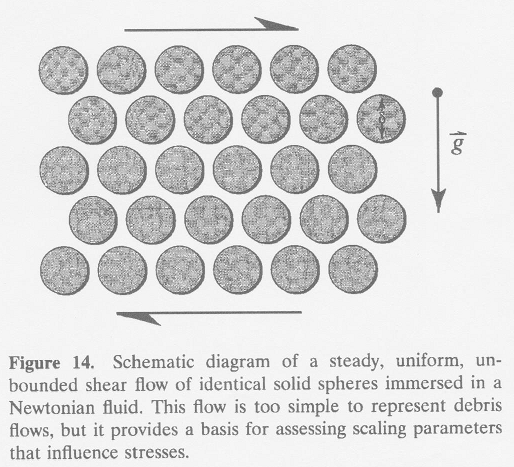 g
δ
Figure 14. Schematic diagram of a steady, uniform, un-
bounded shear flow of identical solid spheres immersed in a
Newtonian fluid. This flow is too simple to represent debris
flows, but it provides a basis for assessing scaling parameters
that influence stresses.